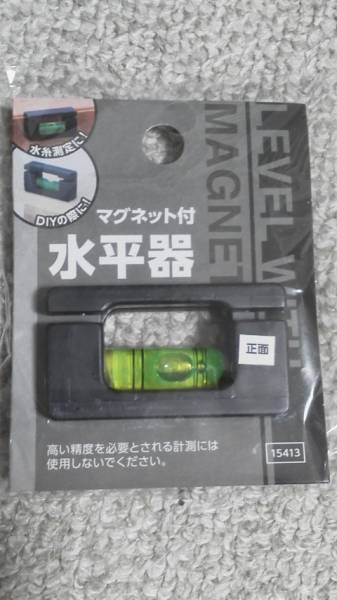 水糸測定に!
DIYの際に!!
マグネット付
水平器
LEVEL WITH
MAGNET
正面
高い精度を必要とされる計測には
使用しないでください。
15413